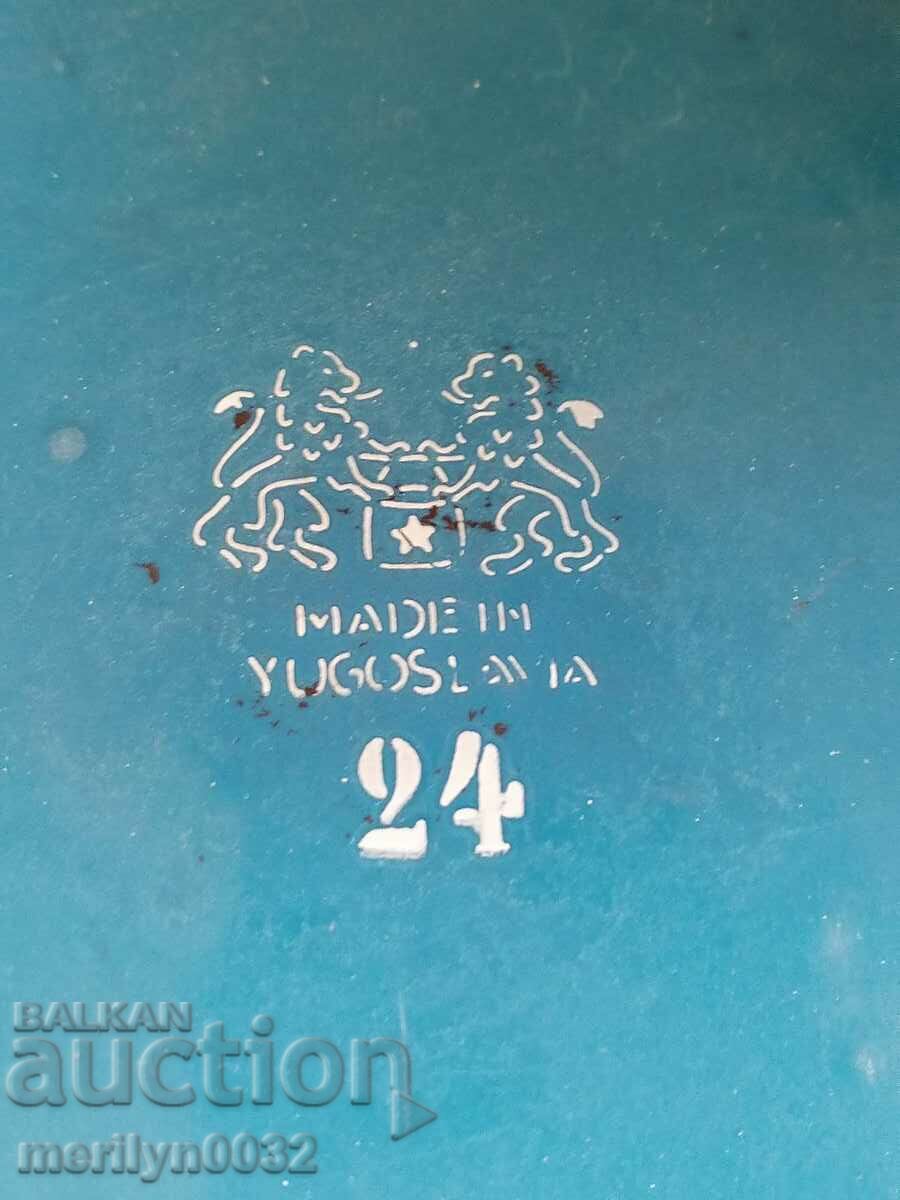 MADE IN
YUGOSLAVIA
24
BALKAN
auction
merilyn0032